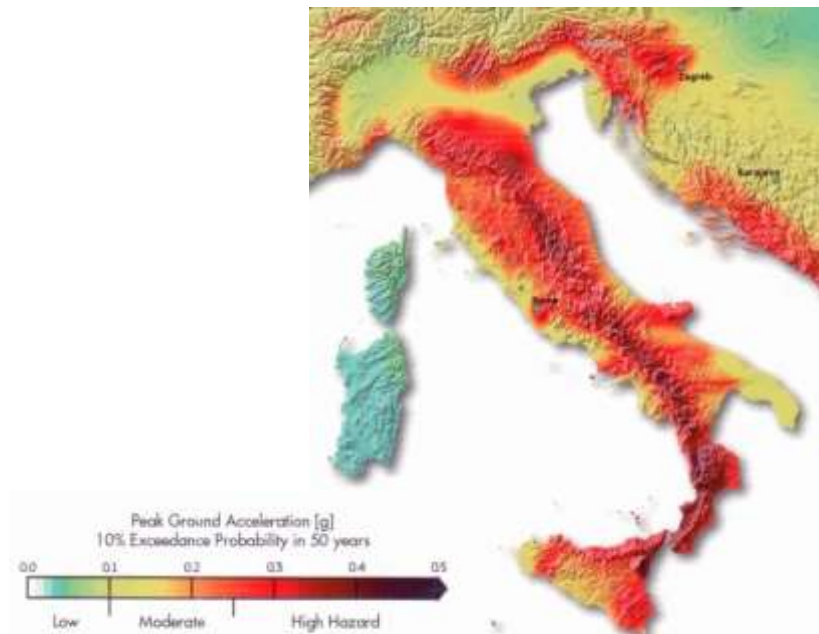 Zagreb
Sarajevo
Rome
Peak Ground Acceleration [g]
10% Exceedance Probability in 50 years
0.0 0.1 0.2 0.3 0.4 0.5
Low Moderate High Hazard